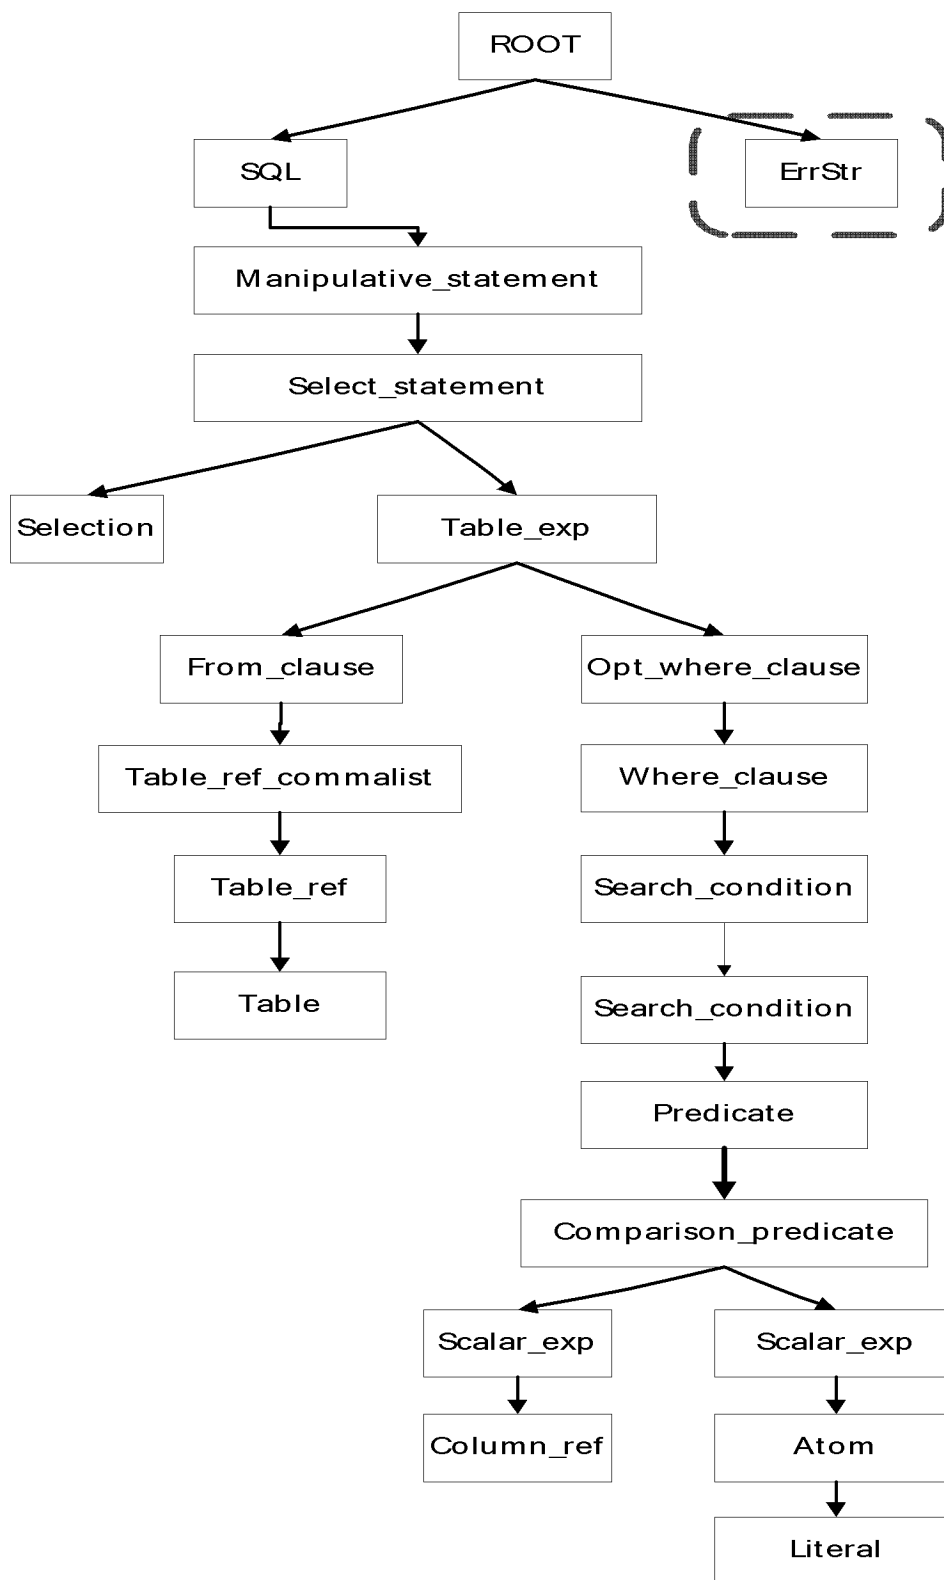 ROOT
SQL
ErrStr
Manipulative_statement
Select_statement
Selection
Table_exp
From_clause
Opt_where_clause
Table_ref_commalist
Where_clause
Table_ref
Search_condition
Table
Search_condition
Predicate
Comparison_predicate
Scalar_exp
Scalar_exp
Column_ref
Atom
Literal